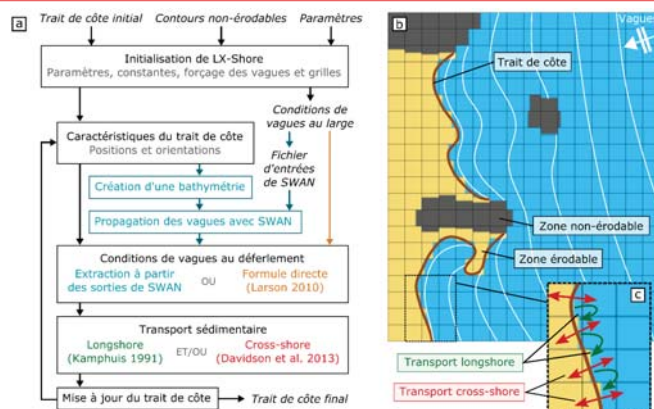 a
Trait de côte initial
Contours non-érodables
Paramètres
Initialisation de LX-Shore
Paramètres, constantes, forçage des vagues et grilles
Caractéristiques du trait de côte
Positions et orientations
Conditions de
vagues au large
Fichier
d'entrées
de SWAN
Création d'une bathymétrie
Propagation des vagues avec SWAN
Conditions de vagues au déferlement
Extraction à partir
des sorties de SWAN
OU
Formule directe
(Larson 2010)
Transport sédimentaire
Longshore
(Kamphuis 1991)
ET/OU
Cross-shore
(Davidson et al. 2013)
Mise à jour du trait de côte
Trait de côte final
b
Vagues
Trait de côte
Zone non-érodable
Zone érodable
c
Transport longshore
Transport cross-shore